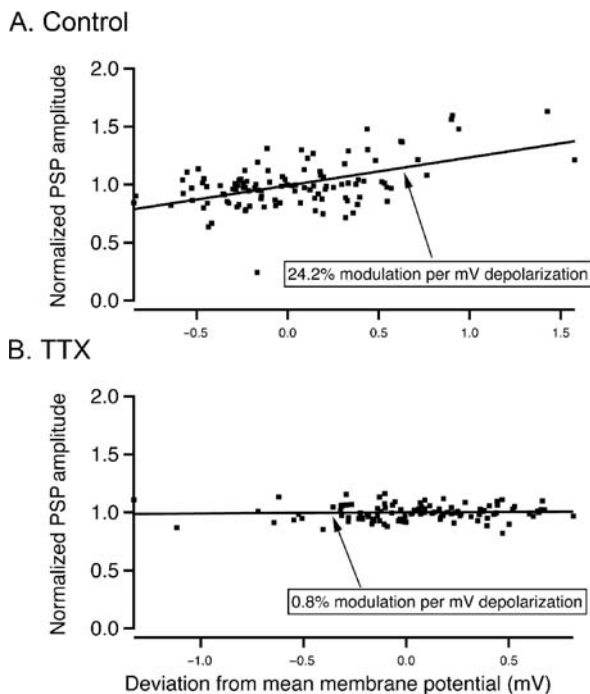 A. Control
Normalized PSP amplitude
2.0
1.5
1.0
0.5
0.0
24.2% modulation per mV depolarization
-0.5 0.0 0.5 1.0 1.5
B. TTX
Normalized PSP amplitude
2.0
1.5
1.0
0.5
0.0
0.8% modulation per mV depolarization
-1.0 -0.5 0.0 0.5
Deviation from mean membrane potential (mV)